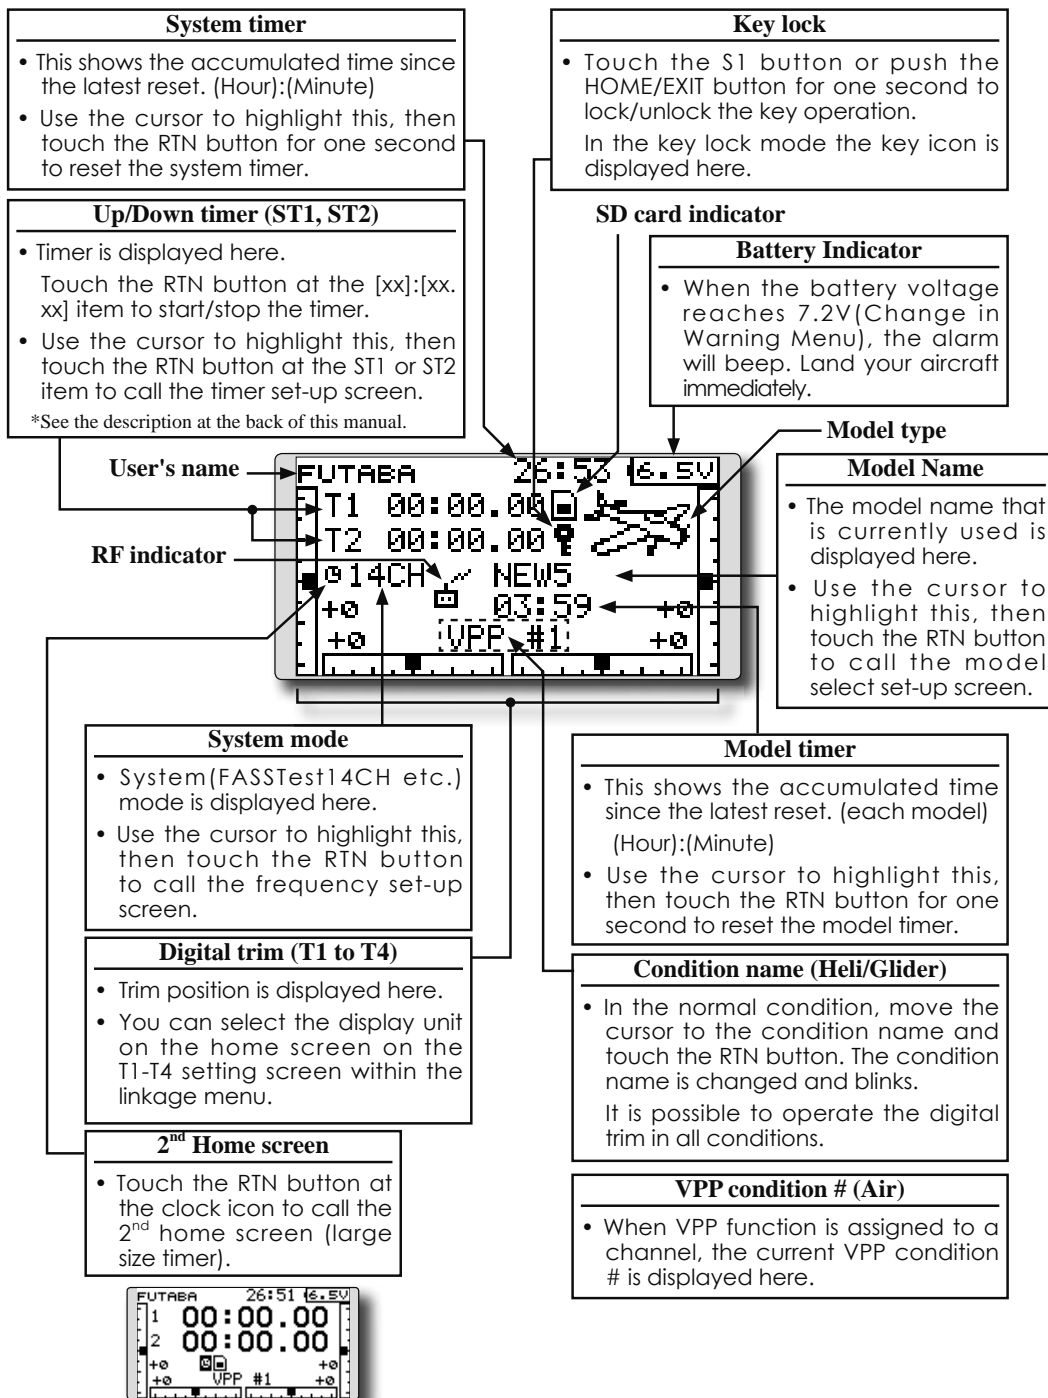 System timer
• This shows the accumulated time since
the latest reset. (Hour):(Minute)
• Use the cursor to highlight this, then
touch the RTN button for one second
to reset the system timer.
Key lock
• Touch the S1 button or push the
HOME/EXIT button for one second to
lock/unlock the key operation.
In the key lock mode the key icon is
displayed here.
Up/Down timer (ST1, ST2)
• Timer is displayed here.
Touch the RTN button at the [xx]:[xx.
xx] item to start/stop the timer.
• Use the cursor to highlight this, then
touch the RTN button at the ST1 or ST2
item to call the timer set-up screen.
*See the description at the back of this manual.
SD card indicator
Battery Indicator
• When the battery voltage
reaches 7.2V(Change in
Warning Menu), the alarm
will beep. Land your aircraft
immediately.
Model type
User's name
RF indicator
FUTABA 26:53 6.5V
T1 00:00.00
T2 00:00.00
14CH NEW5
03:59
+0 +0
VPP #1
+0 +0
Model Name
• The model name that
is currently used is
displayed here.
• Use the cursor to
highlight this, then
touch the RTN button
to call the model
select set-up screen.
System mode
• System(FASSTest14CH etc.)
mode is displayed here.
• Use the cursor to highlight this,
then touch the RTN button
to call the frequency set-up
screen.
Model timer
• This shows the accumulated time
since the latest reset. (each model)
(Hour):(Minute)
• Use the cursor to highlight this,
then touch the RTN button for one
second to reset the model timer.
Digital trim (T1 to T4)
• Trim position is displayed here.
• You can select the display unit
on the home screen on the
T1-T4 setting screen within the
linkage menu.
Condition name (Heli/Glider)
• In the normal condition, move the
cursor to the condition name and
touch the RTN button. The condition
name is changed and blinks.
It is possible to operate the digital
trim in all conditions.
2nd Home screen
• Touch the RTN button at
the clock icon to call the
2nd home screen (large
size timer).
VPP condition # (Air)
• When VPP function is assigned to a
channel, the current VPP condition
# is displayed here.
FUTABA 26:51 6.5V
1 00:00.00
2 00:00.00
+0 +0
+0 VPP #1 +0